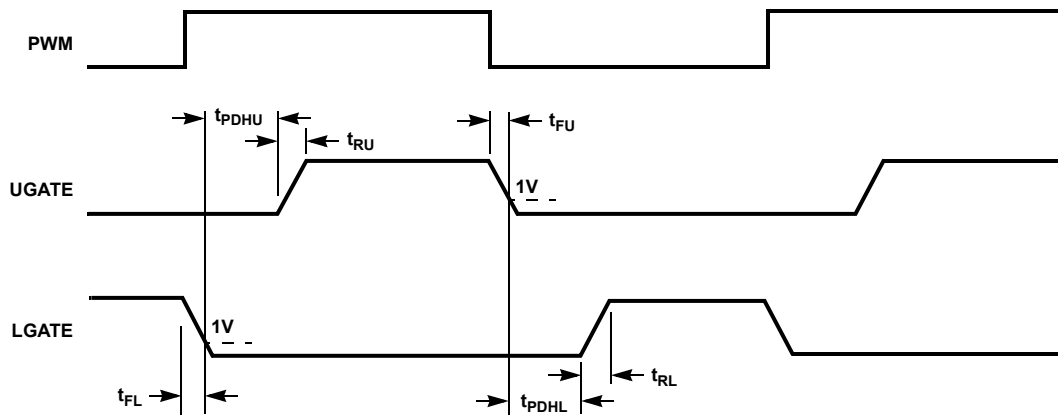 PWM
tPDHU
tRU
tFU
UGATE
1V
LGATE
1V
tFL
tPDHL
tRL